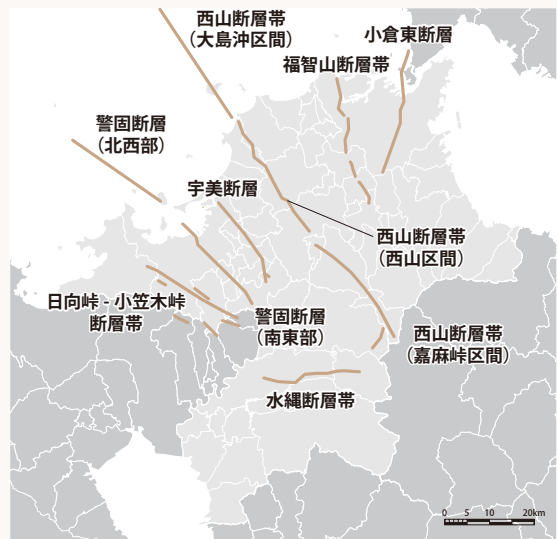 西山断層帯
（大島沖区間）
小倉東断層
福智山断層帯
警固断層
（北西部）
宇美断層
西山断層帯
（西山区間）
日向峠 - 小笠木峠
断層帯
警固断層
（南東部）
西山断層帯
（嘉麻峠区間）
水縄断層帯
0 5 10 20km